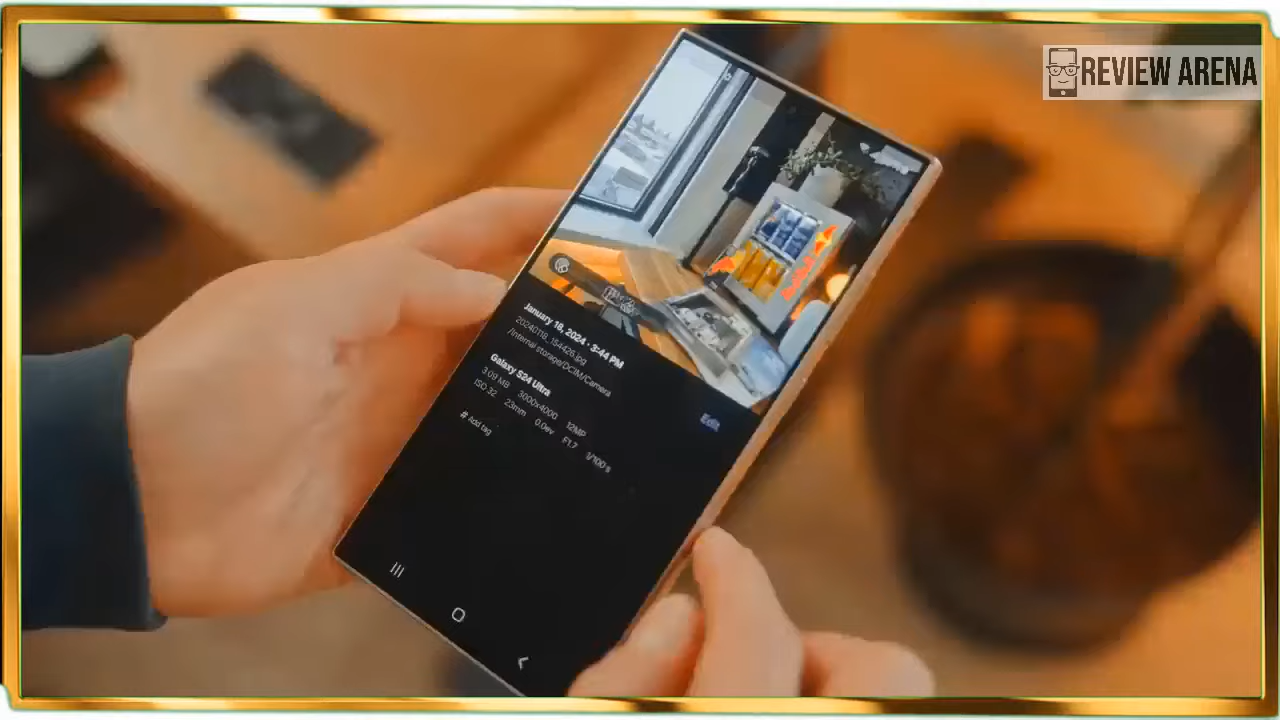 REVIEW ARENA
January 18, 2024 · 3:44 PM
20240118_154426.jpg
/Internal storage/DCIM/Camera
Galaxy S24 Ultra
Edit
3.09 MB 3000x4000 12MP
ISO 32 23mm 0.0ev F1.7 1/100 s
# Add tag